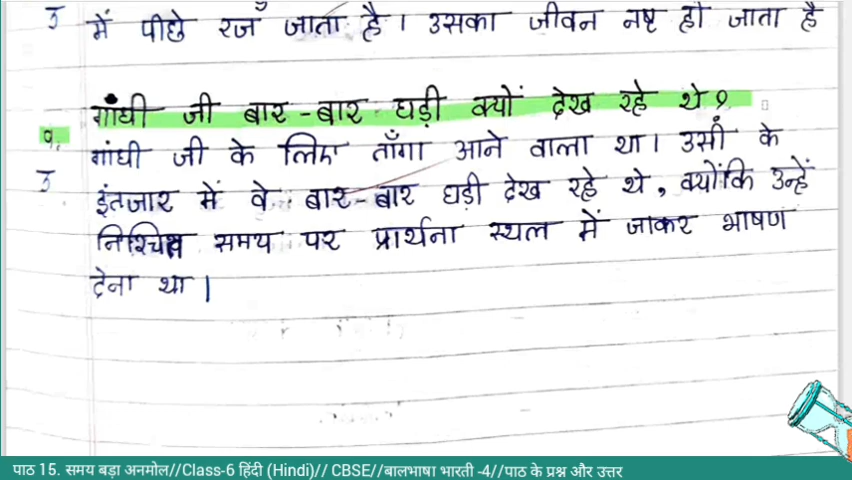 उ में पीछे रज जाता है। उसका जीवन नष्ट हो जाता है
गाँधी जी बार-बार घड़ी क्यों देख रहे थे?
प्र. गांधी जी के लिए ताँगा आने वाला था। उसी के
उ इंतजार में वे बार-बार घड़ी देख रहे थे, क्योंकि उन्हें
निश्चित समय पर प्रार्थना स्थल में जाकर भाषण
देना था।
पाठ 15. समय बड़ा अनमोल//Class-6 हिंदी (Hindi)// CBSE//बालभाषा भारती -4//पाठ के प्रश्न और उत्तर